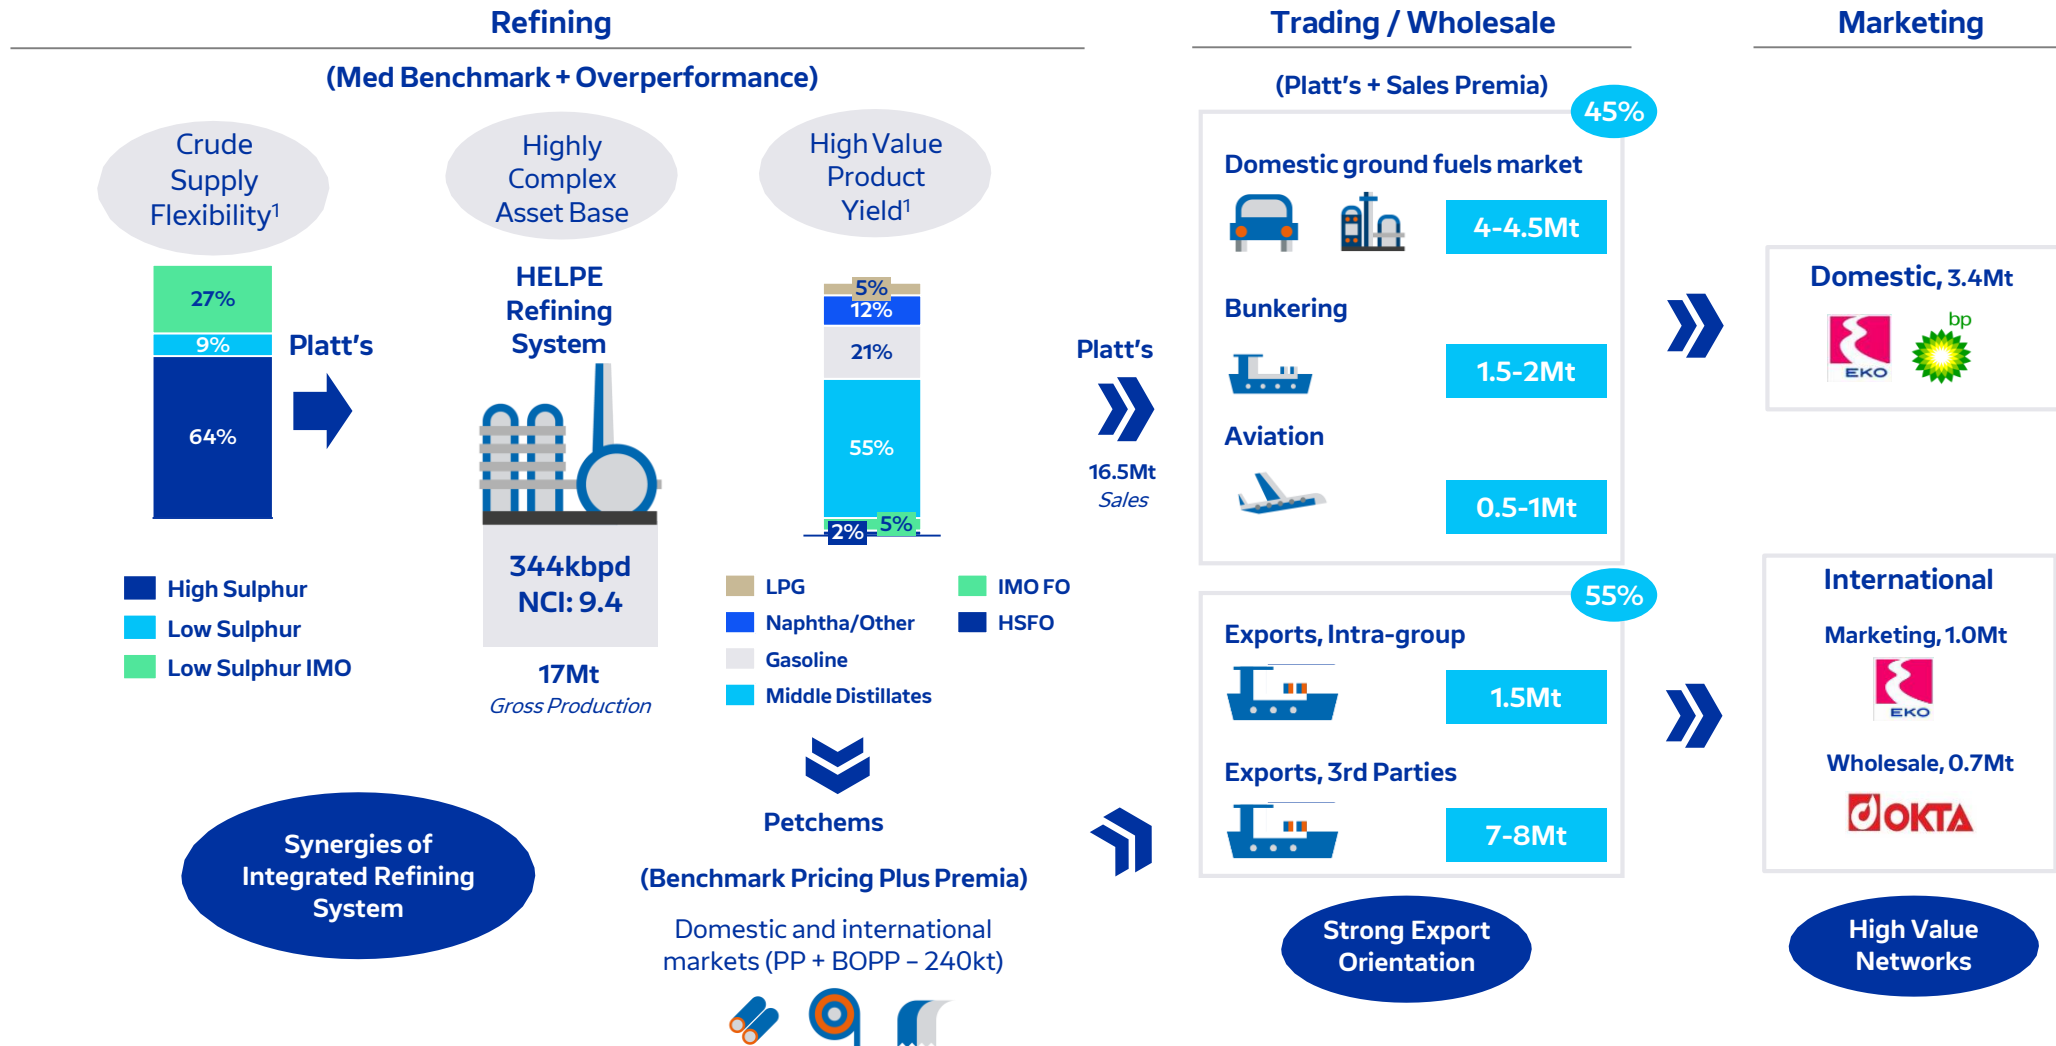 Refining
(Med Benchmark + Overperformance)
Crude
Supply
Flexibility¹
27%
9%
64%
High Sulphur
Low Sulphur
Low Sulphur IMO
Platt's
Highly
Complex
Asset Base
HELPE
Refining
System
344kbpd
NCI: 9.4
17Mt
Gross Production
High Value
Product
Yield¹
5%
12%
21%
55%
5%
2%
LPG
Naphtha/Other
Gasoline
Middle Distillates
IMO FO
HSFO
Synergies of
Integrated Refining
System
Petchems
(Benchmark Pricing Plus Premia)
Domestic and international
markets (PP + BOPP – 240kt)
Platt's
16.5Mt
Sales
Trading / Wholesale
(Platt's + Sales Premia)
45%
Domestic ground fuels market
4-4.5Mt
Bunkering
1.5-2Mt
Aviation
0.5-1Mt
55%
Exports, Intra-group
1.5Mt
Exports, 3rd Parties
7-8Mt
Strong Export
Orientation
Marketing
Domestic, 3.4Mt
EKO
bp
International
Marketing, 1.0Mt
EKO
Wholesale, 0.7Mt
OKTA
High Value
Networks